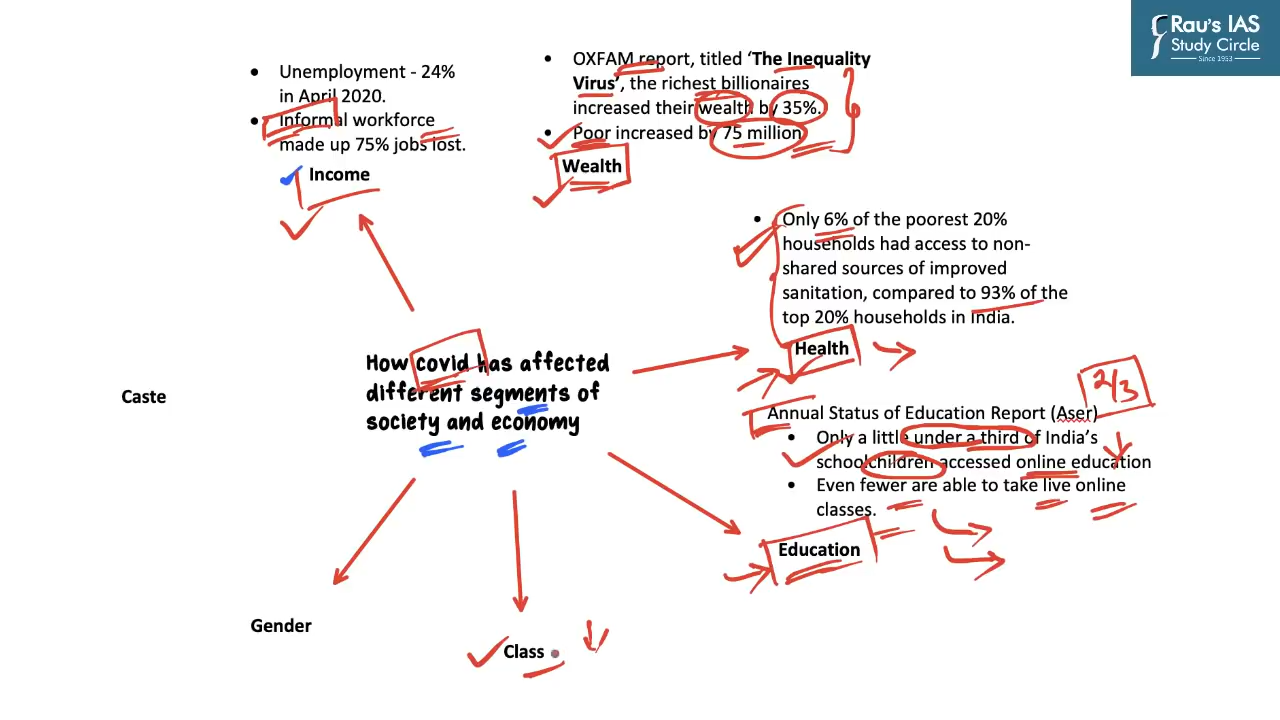 Rau's IAS
Study Circle
Since 1953
• Unemployment - 24%
in April 2020.
• Informal workforce
made up 75% jobs lost.
Income
• OXFAM report, titled ‘The Inequality
Virus’, the richest billionaires
increased their wealth by 35%.
• Poor increased by 75 million
Wealth
• Only 6% of the poorest 20%
households had access to non-
shared sources of improved
sanitation, compared to 93% of the
top 20% households in India.
Health
How covid has affected
different segments of
society and economy
Caste
2/3
Annual Status of Education Report (Aser)
• Only a little under a third of India's
schoolchildren accessed online education
• Even fewer are able to take live online
classes.
Education
Gender
Class